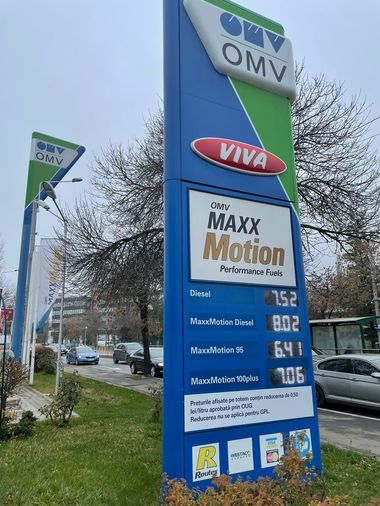 OMV
OMV
VIVA
OMV
MAXX
Motion
Performance Fuels
Diesel 7.52
MaxxMotion Diesel 8.02
MaxxMotion 95 6.41
MaxxMotion 100plus 7.06
Prețurile afișate pe totem conțin reducerea de 0,50
lei/litru aprobată prin OUG.
Reducerea nu se aplică pentru GPL.
R
Routex